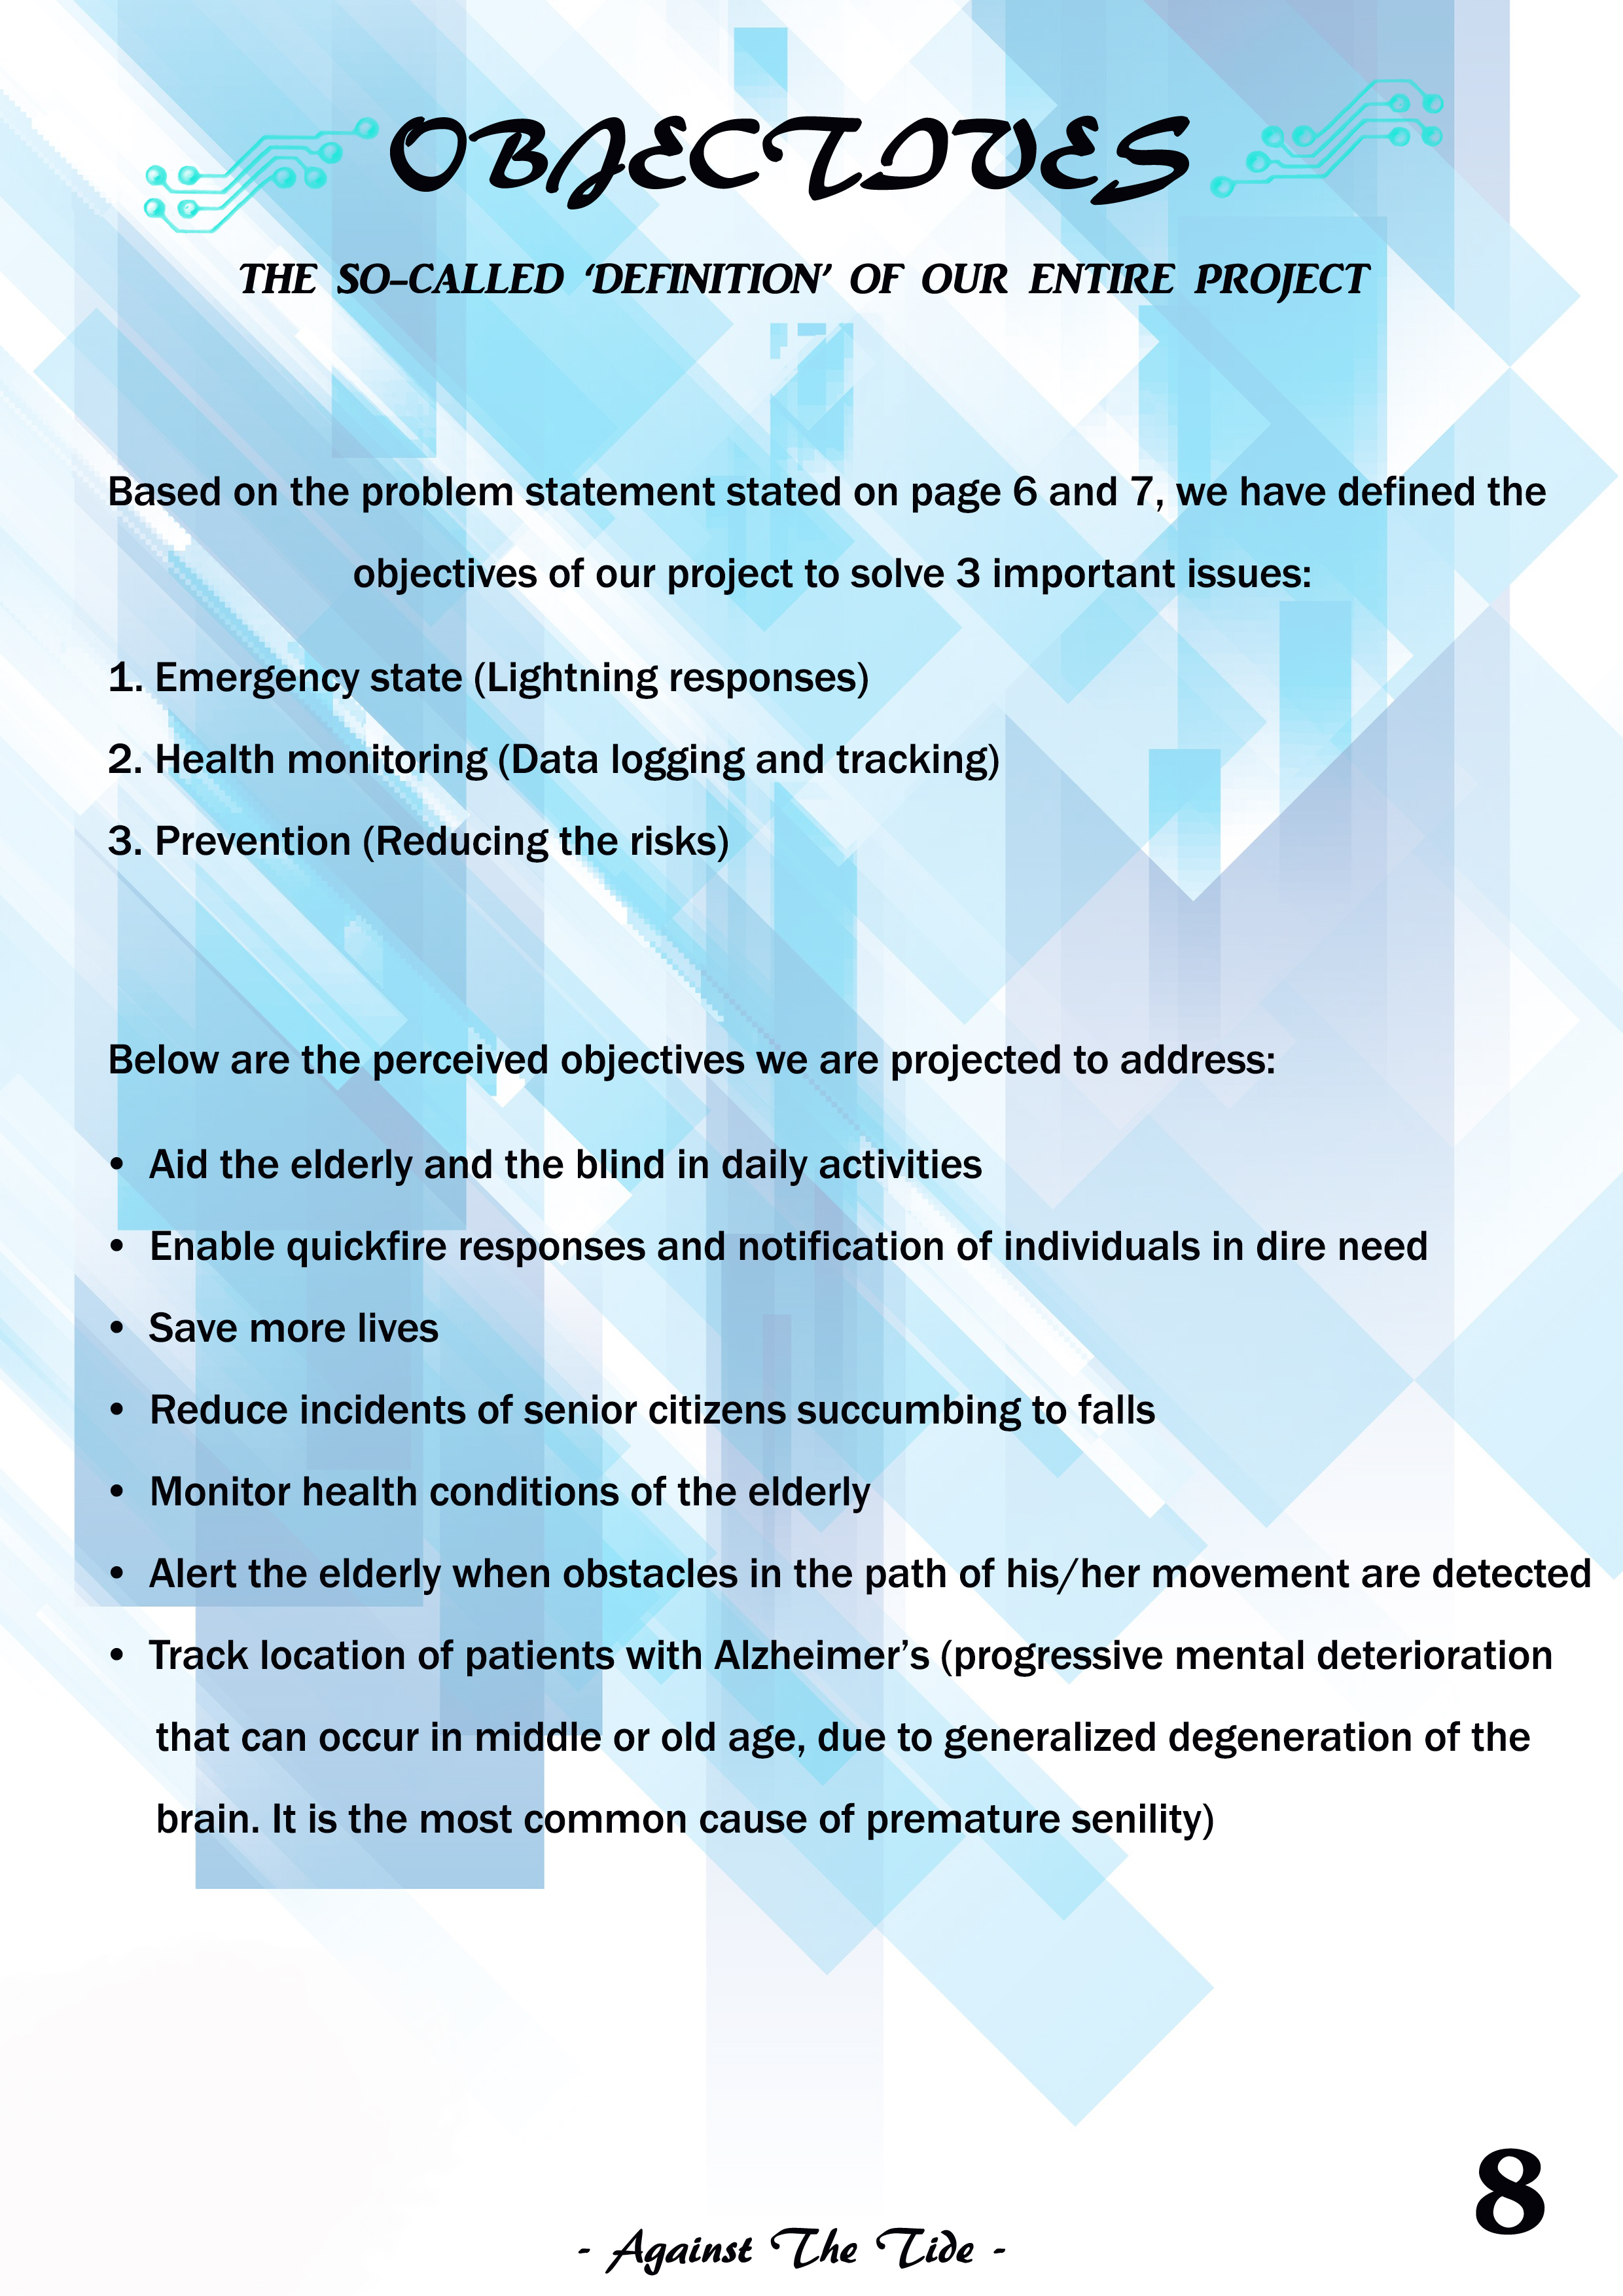 OBJECTIVES
THE SO-CALLED ‘DEFINITION’ OF OUR ENTIRE PROJECT
Based on the problem statement stated on page 6 and 7, we have defined the
objectives of our project to solve 3 important issues:
1. Emergency state (Lightning responses)
2. Health monitoring (Data logging and tracking)
3. Prevention (Reducing the risks)
Below are the perceived objectives we are projected to address:
• Aid the elderly and the blind in daily activities
• Enable quickfire responses and notification of individuals in dire need
• Save more lives
• Reduce incidents of senior citizens succumbing to falls
• Monitor health conditions of the elderly
• Alert the elderly when obstacles in the path of his/her movement are detected
• Track location of patients with Alzheimer’s (progressive mental deterioration
that can occur in middle or old age, due to generalized degeneration of the
brain. It is the most common cause of premature senility)
8
- Against The Tide -